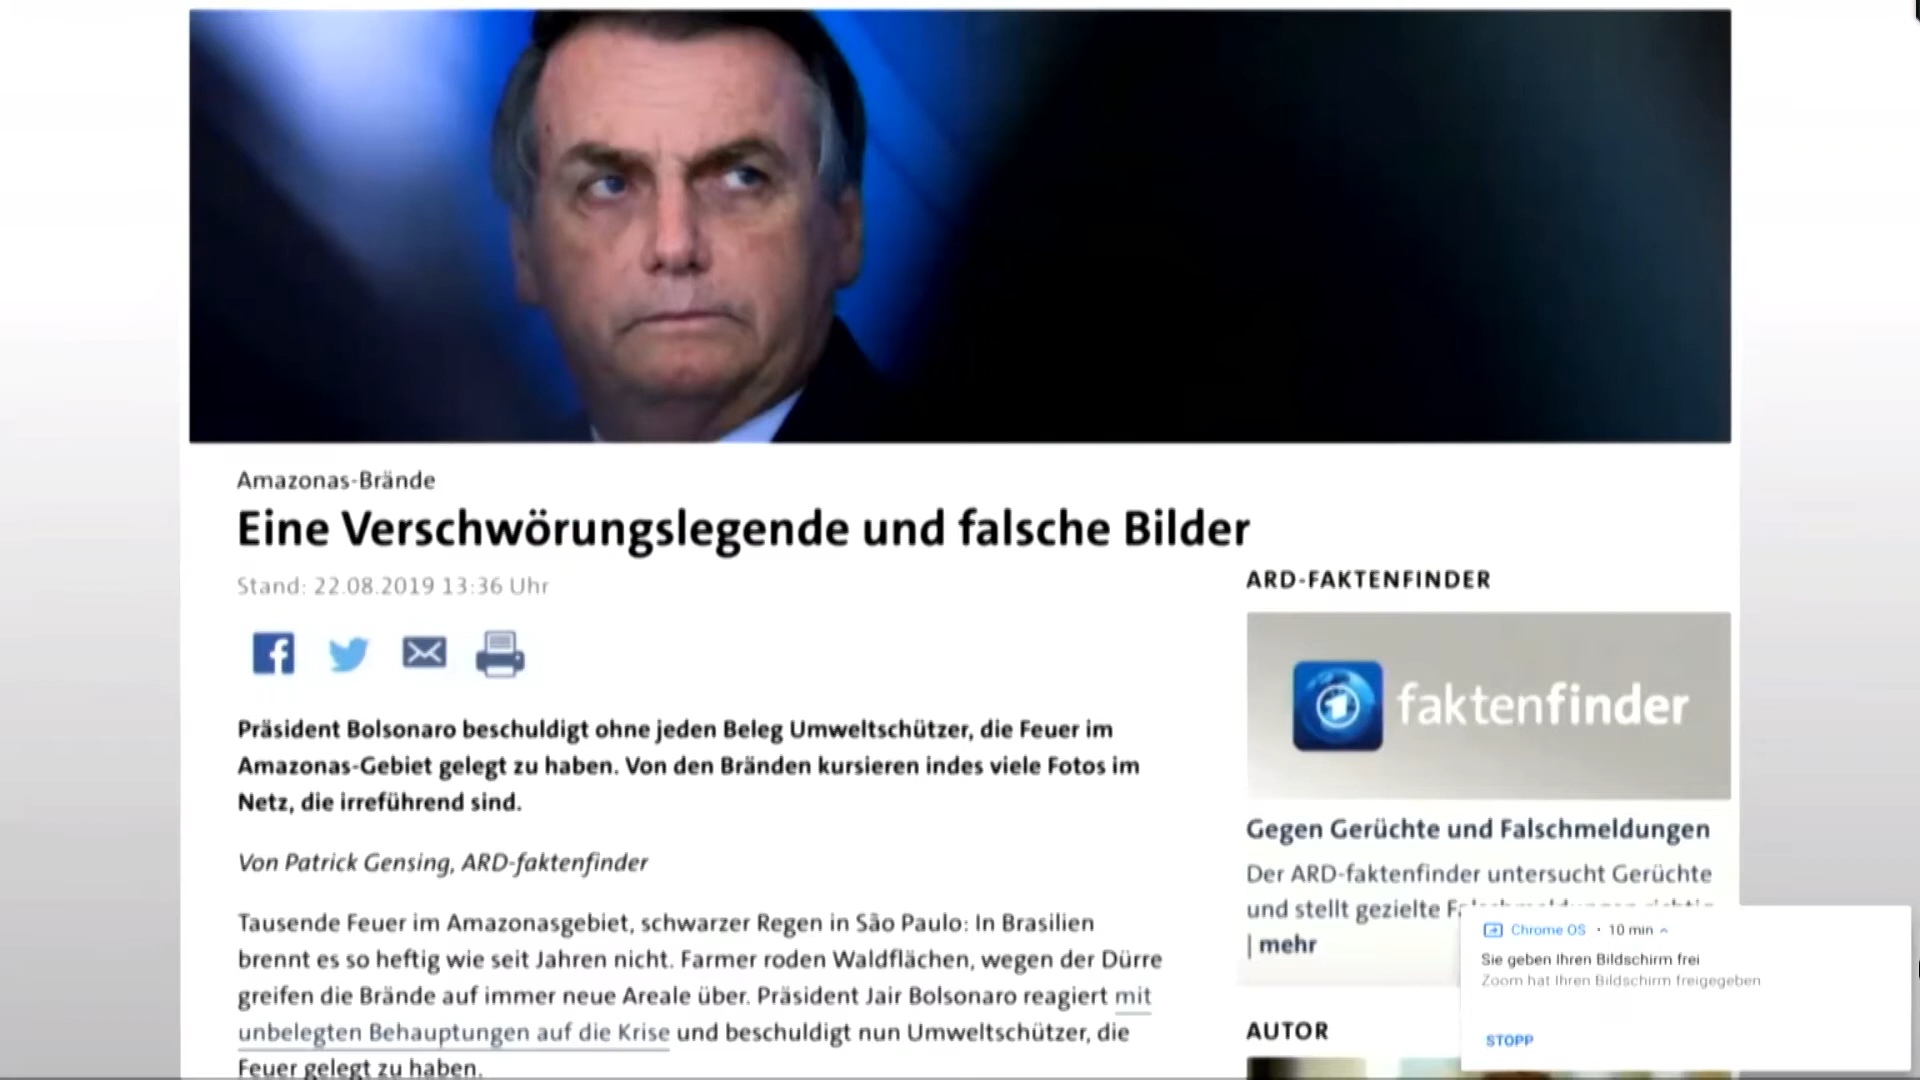 Amazonas-Brände
Eine Verschwörungslegende und falsche Bilder
Stand: 22.08.2019 13:36 Uhr
Präsident Bolsonaro beschuldigt ohne jeden Beleg Umweltschützer, die Feuer im
Amazonas-Gebiet gelegt zu haben. Von den Bränden kursieren indes viele Fotos im
Netz, die irreführend sind.
Von Patrick Gensing, ARD-faktenfinder
Tausende Feuer im Amazonasgebiet, schwarzer Regen in São Paulo: In Brasilien
brennt es so heftig wie seit Jahren nicht. Farmer roden Waldflächen, wegen der Dürre
greifen die Brände auf immer neue Areale über. Präsident Jair Bolsonaro reagiert mit
unbelegten Behauptungen auf die Krise und beschuldigt nun Umweltschützer, die
Feuer gelegt zu haben.
ARD-FAKTENFINDER
faktenfinder
Gegen Gerüchte und Falschmeldungen
Der ARD-faktenfinder untersucht Gerüchte
und stellt gezielte
| mehr
AUTOR
Chrome OS • 10 min
Sie geben Ihren Bildschirm frei
Zoom hat Ihren Bildschirm freigegeben
STOPP